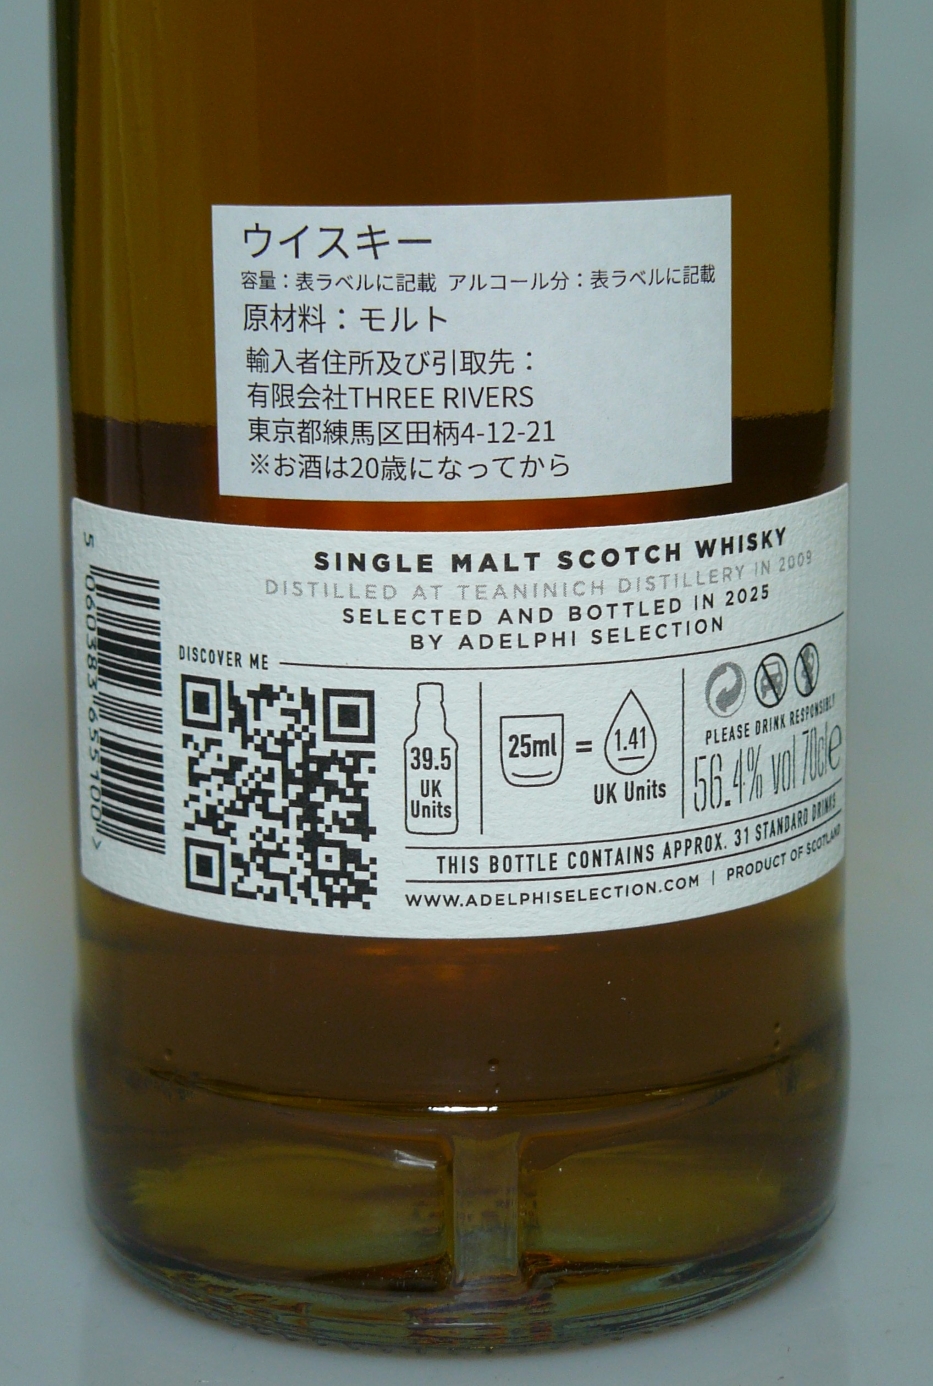 ウイスキー
容量：表ラベルに記載 アルコール分：表ラベルに記載
原材料：モルト
輸入者住所及び引取先：
有限会社THREE RIVERS
東京都練馬区田柄4-12-21
※お酒は20歳になってから
SINGLE MALT SCOTCH WHISKY
DISTILLED AT TEANINICH DISTILLERY IN 2009
SELECTED AND BOTTLED IN 2025
BY ADELPHI SELECTION
5 060383 655100 >
DISCOVER ME
39.5
UK
Units
25ml = 1.41
UK Units
PLEASE DRINK RESPONSIBLY
56.4% vol 70cle
THIS BOTTLE CONTAINS APPROX. 31 STANDARD DRINKS
WWW.ADELPHISELECTION.COM | PRODUCT OF SCOTLAND